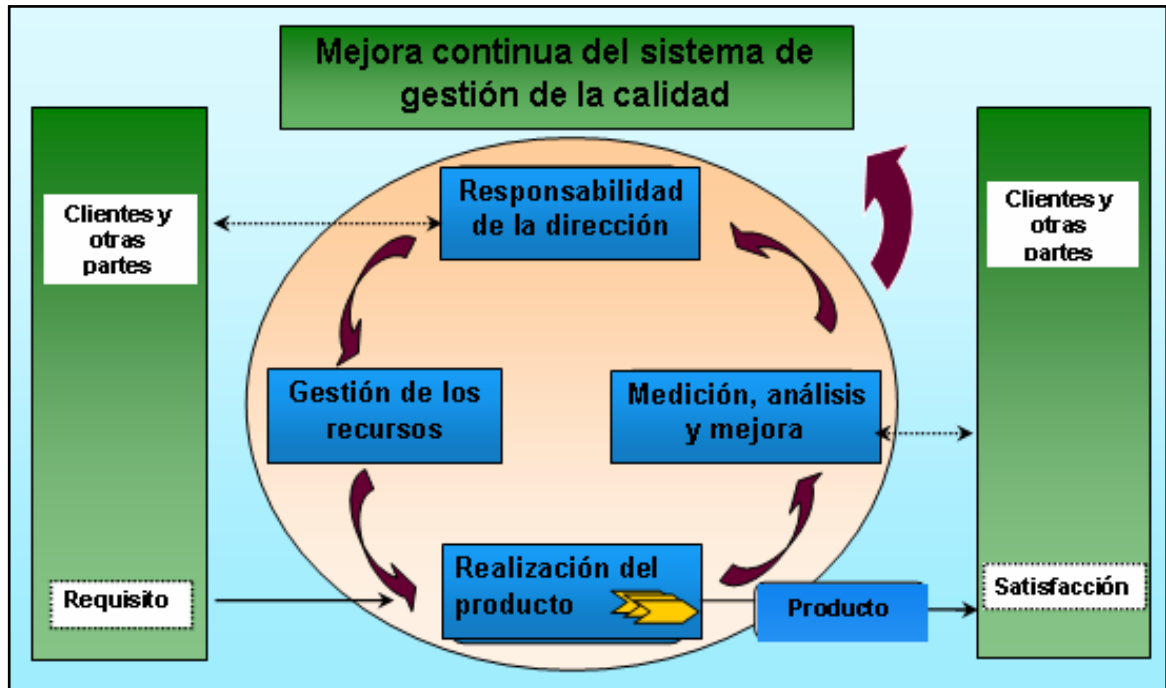 Mejora continua del sistema de
gestión de la calidad
Clientes y
otras
partes
Responsabilidad
de la dirección
Clientes y
otras
partes
Gestión de los
recursos
Medición, análisis
y mejora
Requisito
Realización del
producto
Producto
Satisfacción